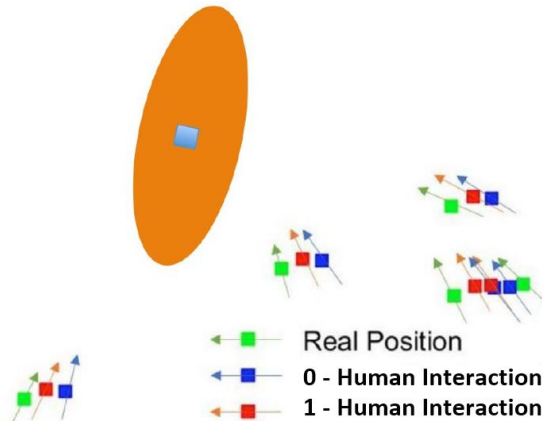 Real Position
0 - Human Interaction
1 - Human Interaction